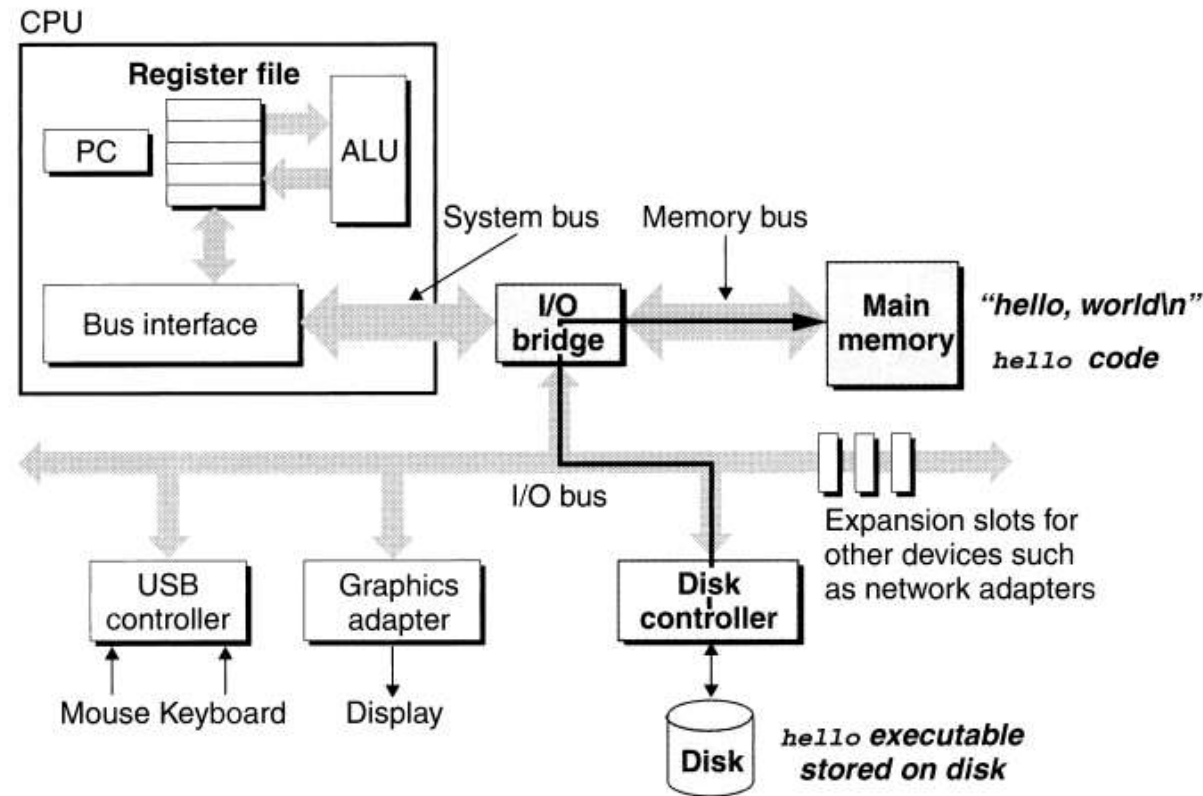 CPU
Register file
PC
ALU
System bus
Memory bus
Bus interface
I/O
bridge
Main
memory
“hello, world\n”
hello code
I/O bus
Expansion slots for
other devices such
as network adapters
USB
controller
Graphics
adapter
Disk
controller
Mouse Keyboard
Display
Disk
hello executable
stored on disk